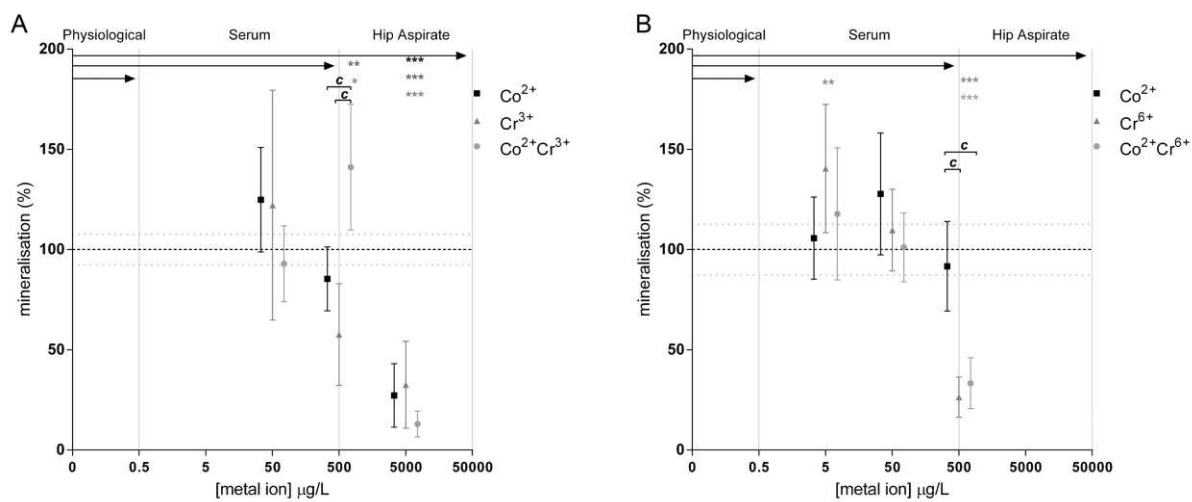 A
Physiological Serum Hip Aspirate
200
150
100
50
0
mineralisation (%)
** ***
* ***
***
c
c
Co²⁺
Cr³⁺
Co²⁺Cr³⁺
0 0.5 5 50 500 5000 50000
[metal ion] µg/L
B
Physiological Serum Hip Aspirate
200
150
100
50
0
mineralisation (%)
** ***
***
c
c
Co²⁺
Cr⁶⁺
Co²⁺Cr⁶⁺
0 0.5 5 50 500 5000 50000
[metal ion] µg/L